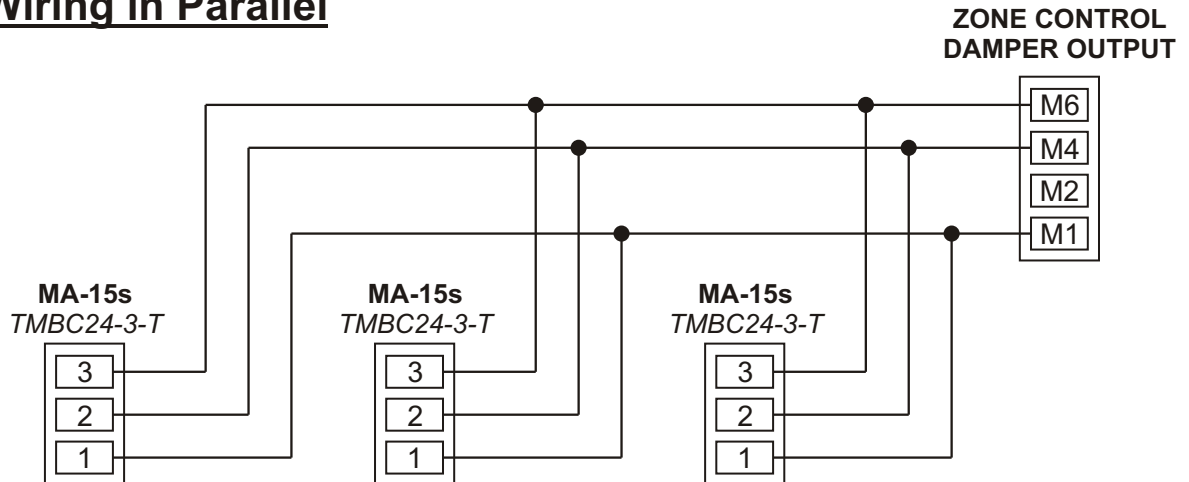 Wiring in Parallel
ZONE CONTROL
DAMPER OUTPUT
M6
M4
M2
M1
MA-15s
TMBC24-3-T
3
2
1
MA-15s
TMBC24-3-T
3
2
1
MA-15s
TMBC24-3-T
3
2
1